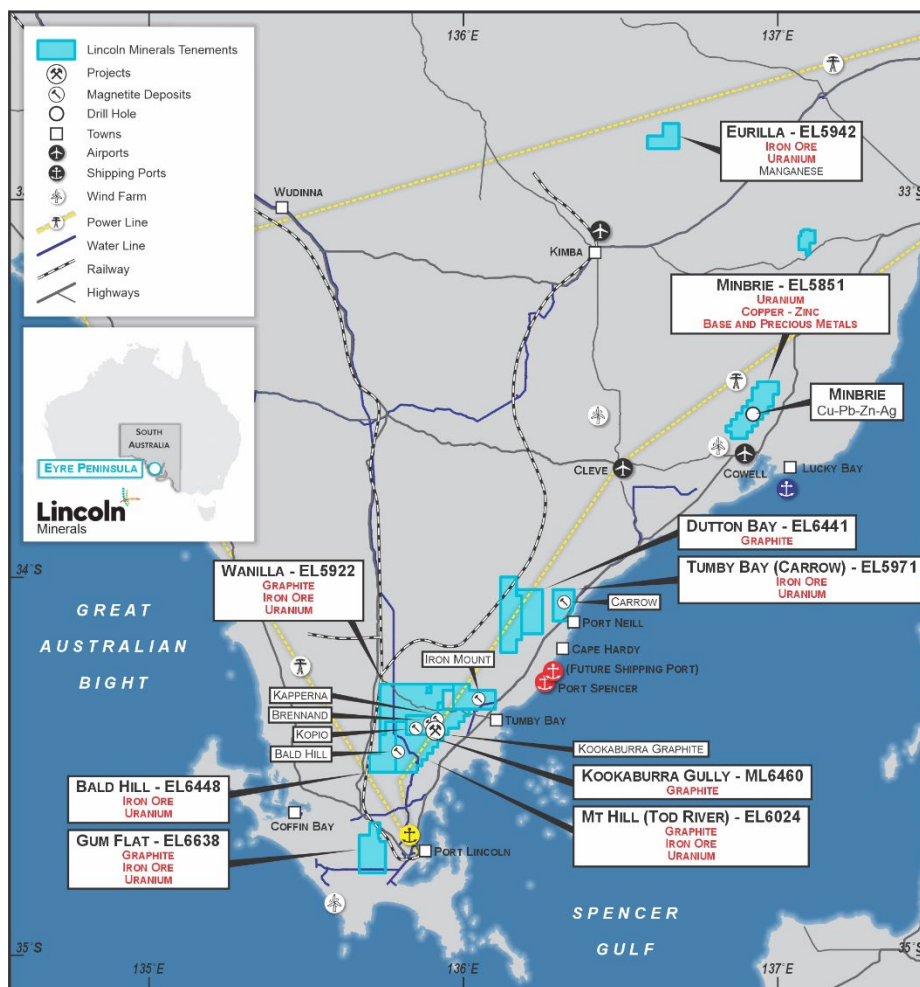 136°E
137°E
Lincoln Minerals Tenements
Projects
Magnetite Deposits
Drill Hole
Towns
Airports
Shipping Ports
Wind Farm
Power Line
Water Line
Railway
Highways
EURILLA - EL5942
IRON ORE
URANIUM
MANGANESE
WUDINNA
33°S
KIMBA
MINBRIE - EL5851
URANIUM
COPPER - ZINC
BASE AND PRECIOUS METALS
SOUTH
AUSTRALIA
EYRE PENINSULA
Lincoln
Minerals
MINBRIE
Cu-Pb-Zn-Ag
CLEVE
COWELL
LUCKY BAY
DUTTON BAY - EL6441
GRAPHITE
34°S
34°S
WANILLA - EL5922
GRAPHITE
IRON ORE
URANIUM
TUMBY BAY (CARROW) - EL5971
IRON ORE
URANIUM
CARROW
GREAT
AUSTRALIAN
BIGHT
PORT NEILL
CAPE HARDY
(FUTURE SHIPPING PORT)
PORT SPENCER
IRON MOUNT
KAPPERNA
BRENNAND
KOPIO
BALD HILL
TUMBY BAY
KOOKABURRA GRAPHITE
KOOKABURRA GULLY - ML6460
GRAPHITE
BALD HILL - EL6448
IRON ORE
URANIUM
MT HILL (TOD RIVER) - EL6024
GRAPHITE
IRON ORE
URANIUM
COFFIN BAY
GUM FLAT - EL6638
GRAPHITE
IRON ORE
URANIUM
PORT LINCOLN
SPENCER
GULF
35°S
35°S
135°E
136°E
137°E